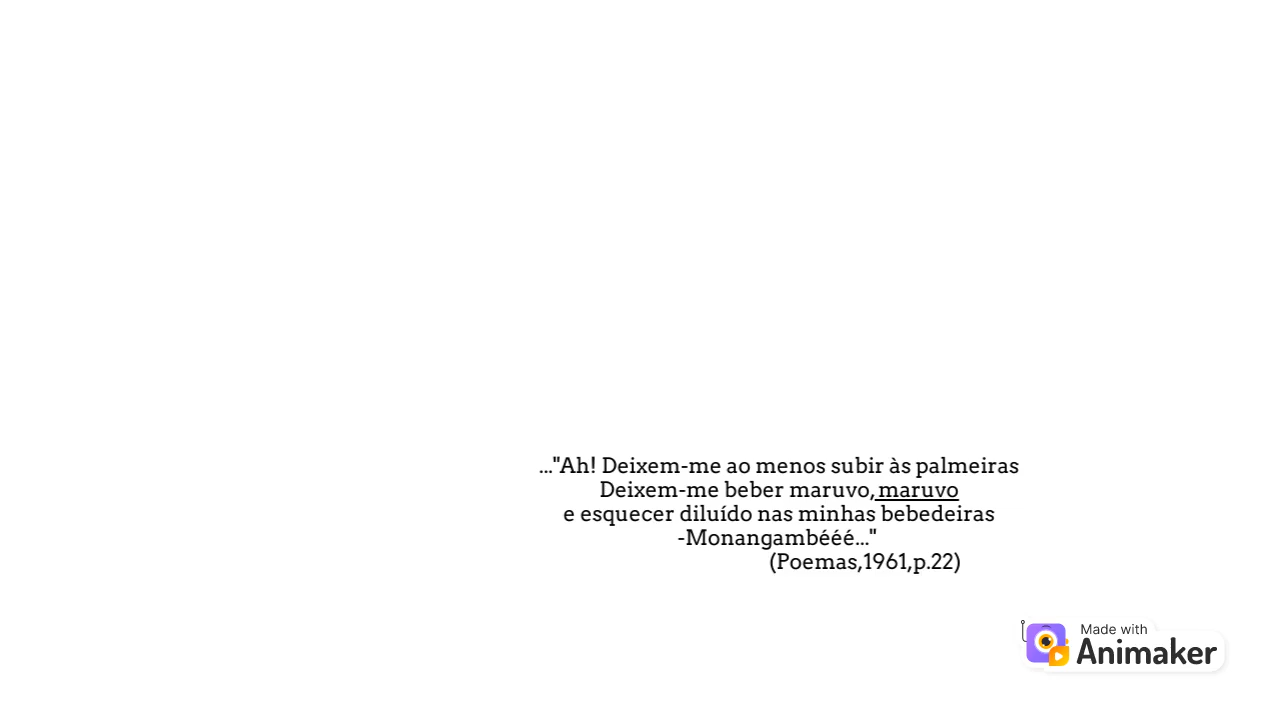 ..."Ah! Deixem-me ao menos subir às palmeiras
Deixem-me beber maruvo, maruvo
e esquecer diluído nas minhas bebedeiras
-Monangambééé..."
(Poemas,1961,p.22)
Made with
Animaker